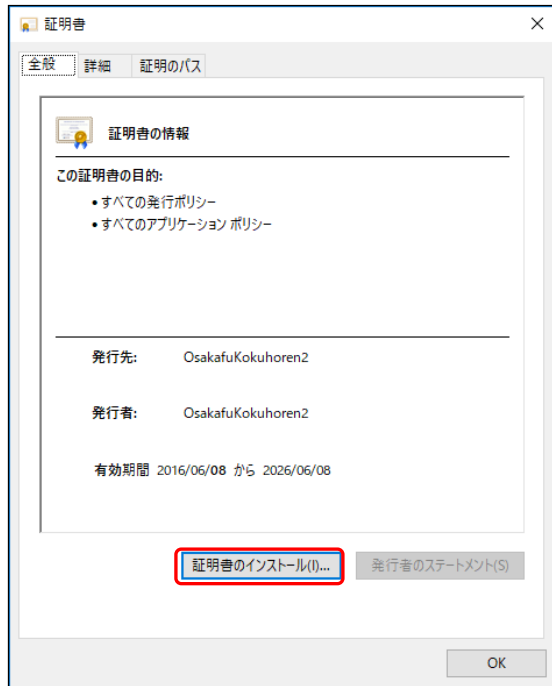 証明書
全般 詳細 証明のパス
証明書の情報
この証明書の目的:
• すべての発行ポリシー
• すべてのアプリケーション ポリシー
発行先: OsakafuKokuhoren2
発行者: OsakafuKokuhoren2
有効期間 2016/06/08 から 2026/06/08
証明書のインストール(I)... 発行者のステートメント(S)
OK